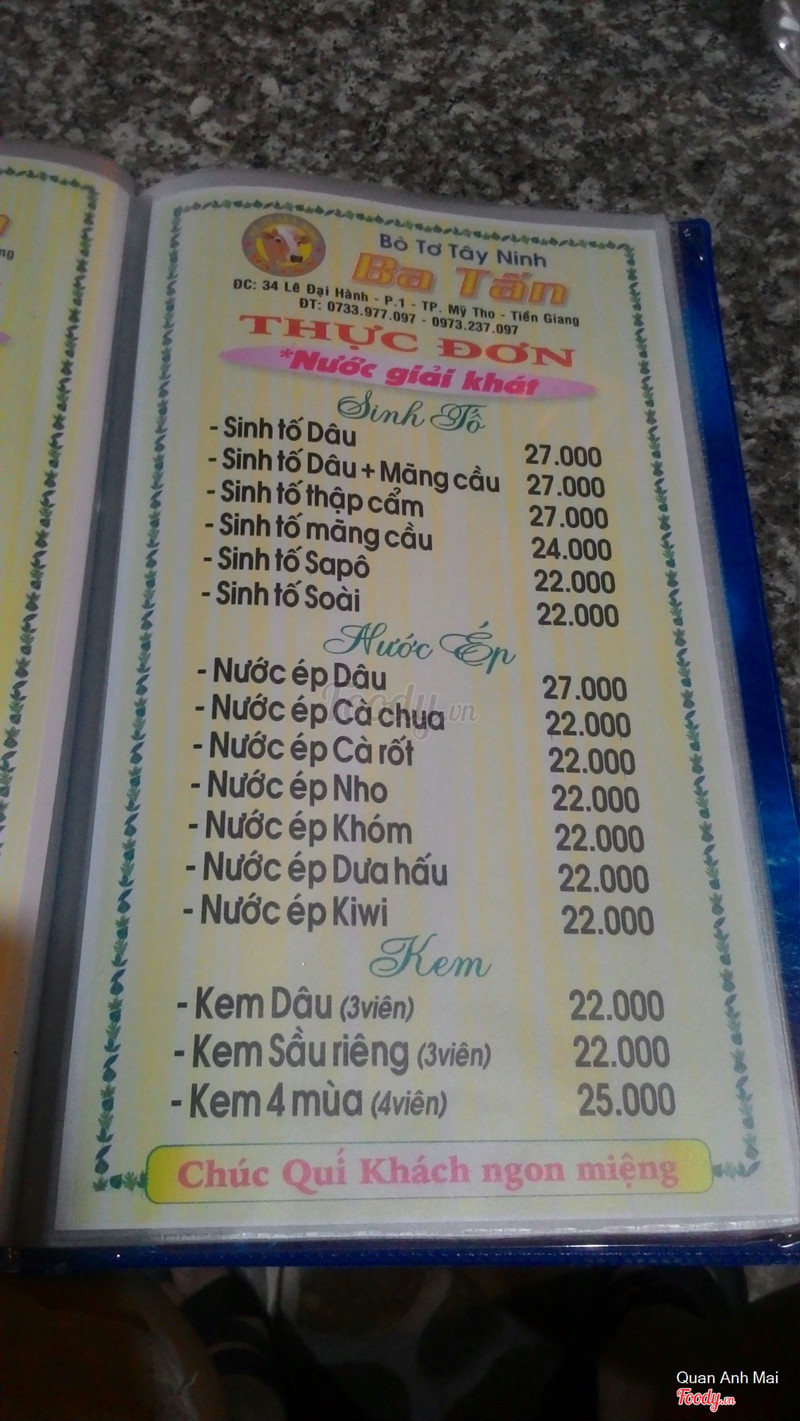 Bò Tơ Tây Ninh
Ba Tấn
ĐC: 34 Lê Đại Hành - P.1 - TP. Mỹ Tho - Tiền Giang
ĐT: 0733.977.097 - 0973.237.097
THỰC ĐƠN
*Nước giải khát
Sinh Tố
- Sinh tố Dâu 27.000
- Sinh tố Dâu + Măng cầu 27.000
- Sinh tố thập cẩm 27.000
- Sinh tố măng cầu 24.000
- Sinh tố Sapô 22.000
- Sinh tố Soài 22.000
Nước Ép
- Nước ép Dâu 27.000
- Nước ép Cà chua 22.000
- Nước ép Cà rốt 22.000
- Nước ép Nho 22.000
- Nước ép Khóm 22.000
- Nước ép Dưa hấu 22.000
- Nước ép Kiwi 22.000
Kem
- Kem Dâu (3viên) 22.000
- Kem Sầu riêng (3viên) 22.000
- Kem 4 mùa (4viên) 25.000
Chúc Quí Khách ngon miệng
Foody.vn
Quan Anh Mai
Foody.vn